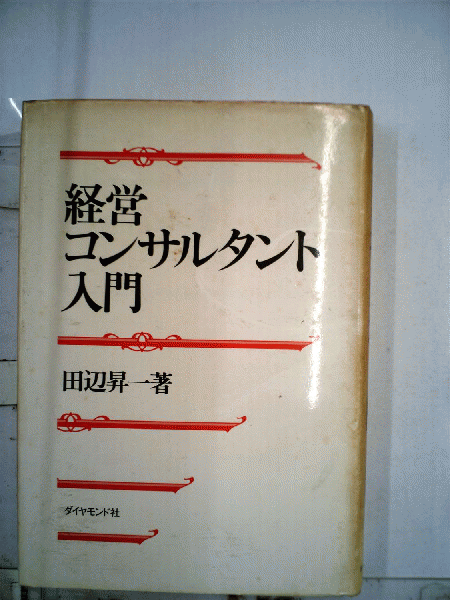 経営
コンサルタント
入門
田辺昇一著
ダイヤモンド社